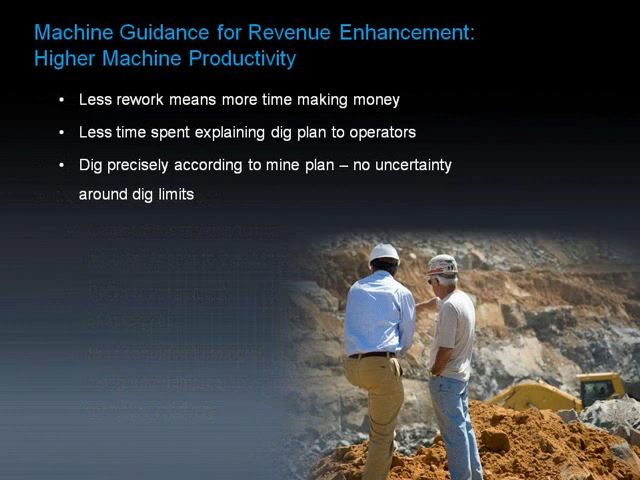 Machine Guidance for Revenue Enhancement:
Higher Machine Productivity
• Less rework means more time making money
• Less time spent explaining dig plan to operators
• Dig precisely according to mine plan – no uncertainty
around dig limits